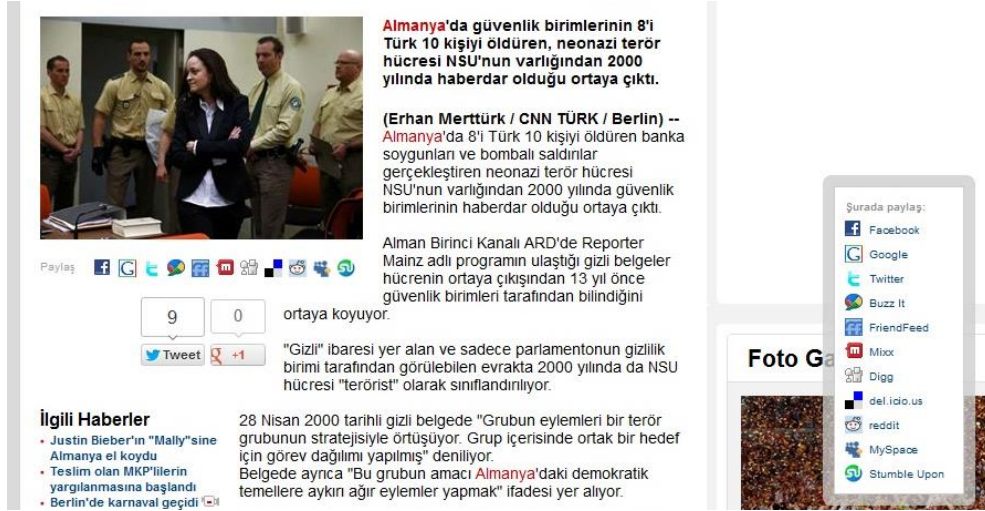 Almanya'da güvenlik birimlerinin 8'i
Türk 10 kişiyi öldüren, neonazi terör
hücresi NSU'nun varlığından 2000
yılında haberdar olduğu ortaya çıktı.
(Erhan Merttürk / CNN TÜRK / Berlin) --
Almanya'da 8'i Türk 10 kişiyi öldüren banka
soygunları ve bombalı saldırılar
gerçekleştiren neonazi terör hücresi
NSU'nun varlığından 2000 yılında güvenlik
birimlerinin haberdar olduğu ortaya çıktı.
Alman Birinci Kanalı ARD'de Reporter
Mainz adlı programın ulaştığı gizli belgeler
hücrenin ortaya çıkışından 13 yıl önce
güvenlik birimleri tarafından bilindiğini
ortaya koyuyor.
"Gizli" ibaresi yer alan ve sadece parlamentonun gizlilik
birimi tarafından görülebilen evrakta 2000 yılında da NSU
hücresi "terörist" olarak sınıflandırılıyor.
28 Nisan 2000 tarihli gizli belgede "Grubun eylemleri bir terör
grubunun stratejisiyle örtüşüyor. Grup içerisinde ortak bir hedef
için görev dağılımı yapılmış" deniliyor.
Belgede ayrıca "Bu grubun amacı Almanya'daki demokratik
temellere aykırı ağır eylemler yapmak" ifadesi yer alıyor.
Paylaş
9
0
Tweet
+1
İlgili Haberler
Justin Bieber'ın "Mally"sine
Almanya el koydu
Teslim olan MKP'lilerin
yargılanmasına başlandı
Berlin'de karnaval geçidi
Foto Ga
Şurada paylaş:
Facebook
Google
Twitter
Buzz It
FriendFeed
Mixx
Digg
del.icio.us
reddit
MySpace
Stumble Upon